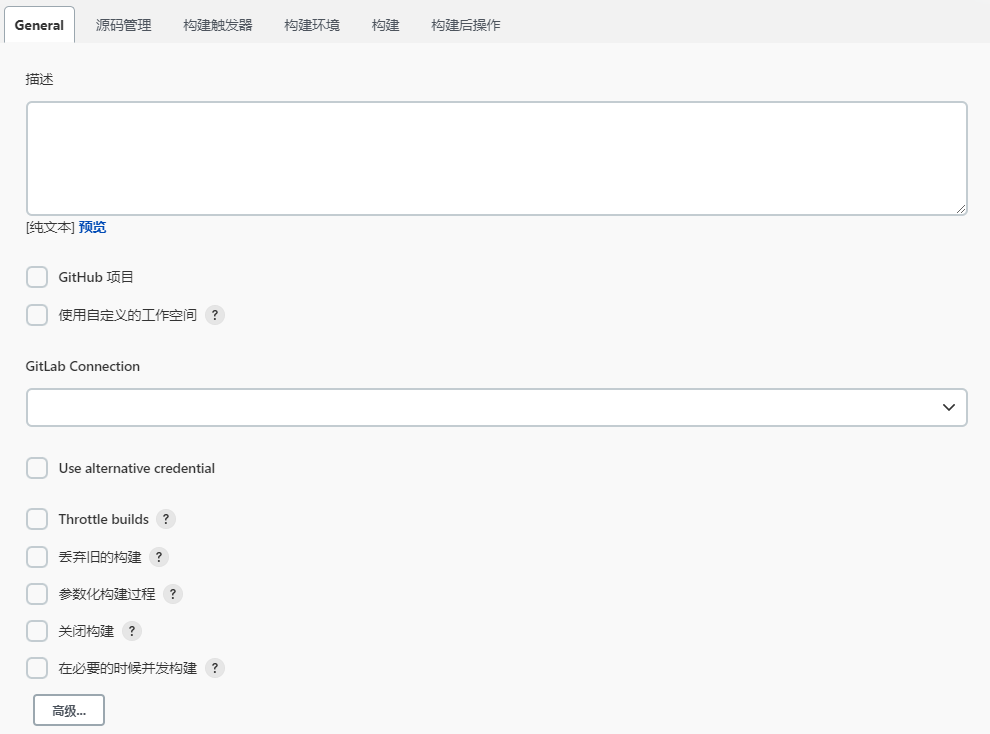 General 源码管理 构建触发器 构建环境 构建 构建后操作
描述
[纯文本] 预览
GitHub 项目
使用自定义的工作空间 ?
GitLab Connection
Use alternative credential
Throttle builds ?
丢弃旧的构建 ?
参数化构建过程 ?
关闭构建 ?
在必要的时候并发构建 ?
高级...